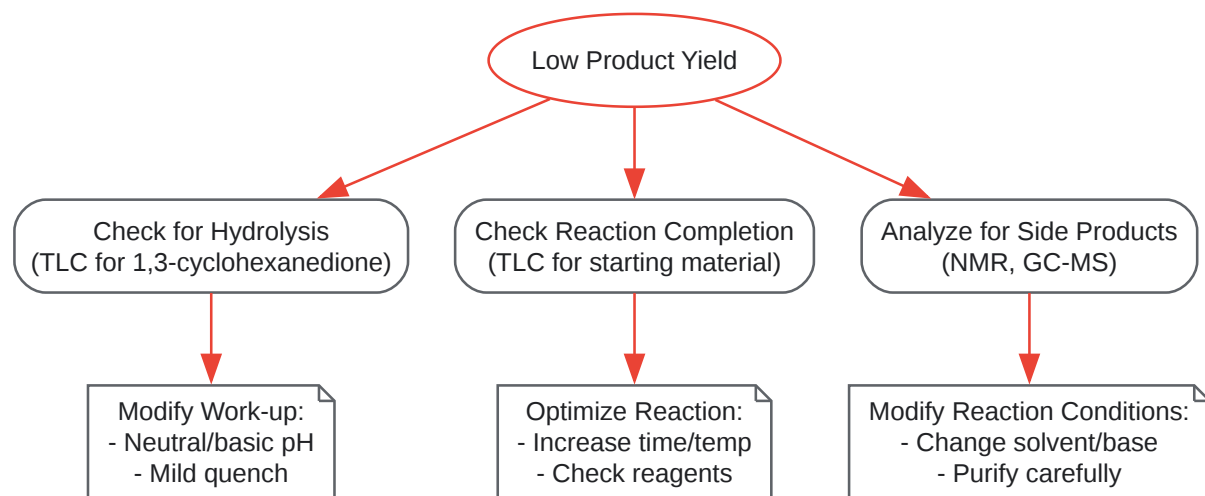 Low Product Yield
Check for Hydrolysis
(TLC for 1,3-cyclohexanedione)
Check Reaction Completion
(TLC for starting material)
Analyze for Side Products
(NMR, GC-MS)
Modify Work-up:
- Neutral/basic pH
- Mild quench
Optimize Reaction:
- Increase time/temp
- Check reagents
Modify Reaction Conditions:
- Change solvent/base
- Purify carefully